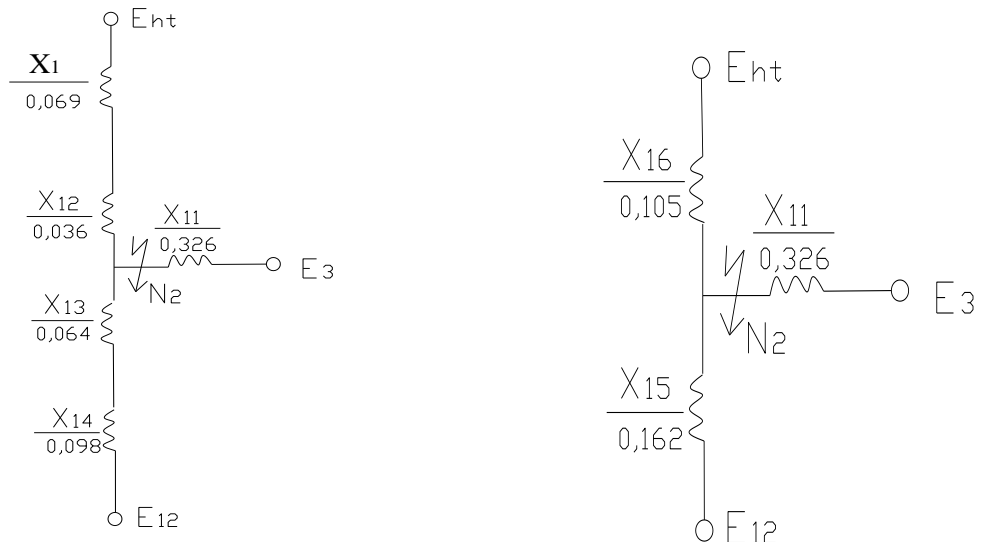 Eht
X1
0,069
X12
0,036
X11
0,326
E3
N2
X13
0,064
X14
0,098
E12
Eht
X16
0,105
X11
0,326
E3
N2
X15
0,162
E12